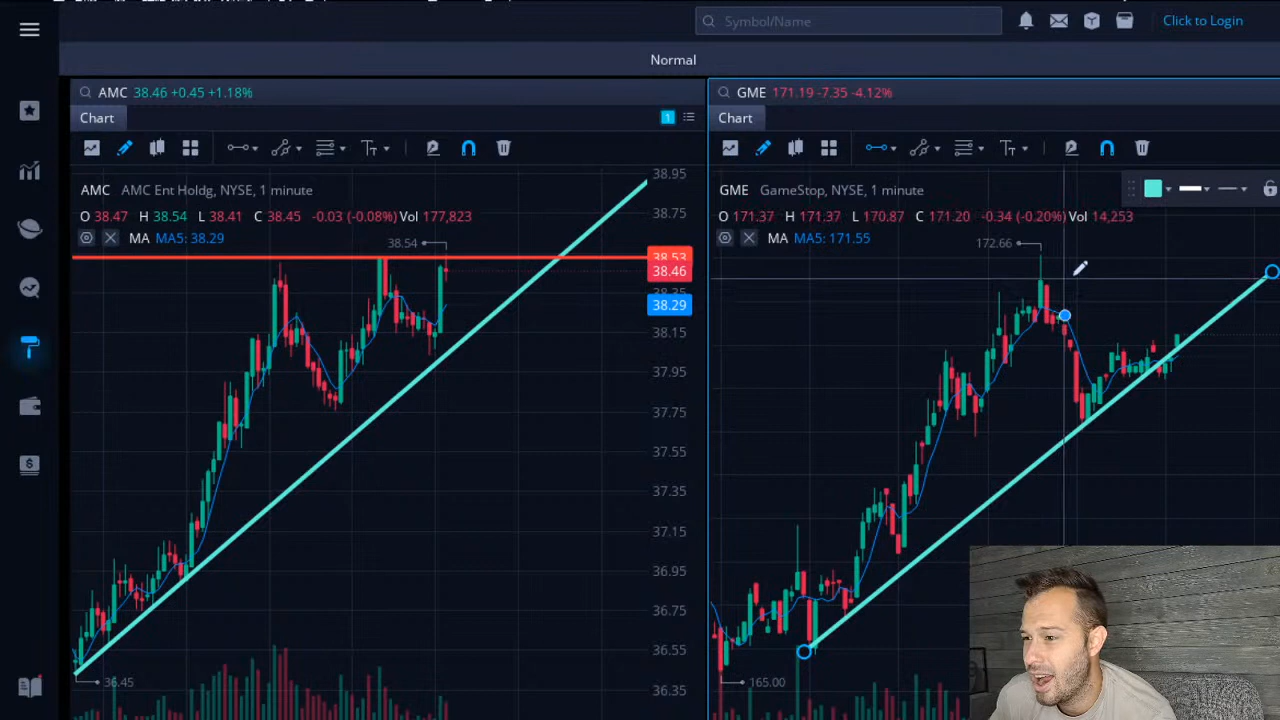 Symbol/Name
Click to Login
Normal
AMC 38.46 +0.45 +1.18%
Chart
1
AMC AMC Ent Holdg, NYSE, 1 minute
O 38.47 H 38.54 L 38.41 C 38.45 -0.03 (-0.08%) Vol 177,823
MA MA5: 38.29
38.54
36.45
38.95
38.75
38.53
38.46
38.35
38.29
38.15
37.95
37.75
37.55
37.35
37.15
36.95
36.75
36.55
36.35
GME 171.19 -7.35 -4.12%
Chart
GME GameStop, NYSE, 1 minute
O 171.37 H 171.37 L 170.87 C 171.20 -0.34 (-0.20%) Vol 14,253
MA MA5: 171.55
172.66
165.00